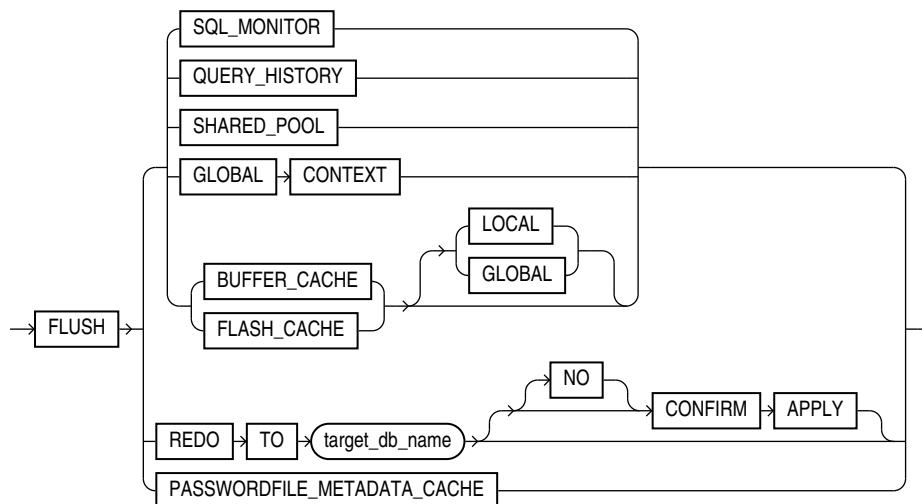 SQL_MONITOR
QUERY_HISTORY
SHARED_POOL
GLOBAL CONTEXT
LOCAL
BUFFER_CACHE
GLOBAL
FLASH_CACHE
FLUSH
NO
CONFIRM APPLY
REDO TO target_db_name
PASSWORDFILE_METADATA_CACHE